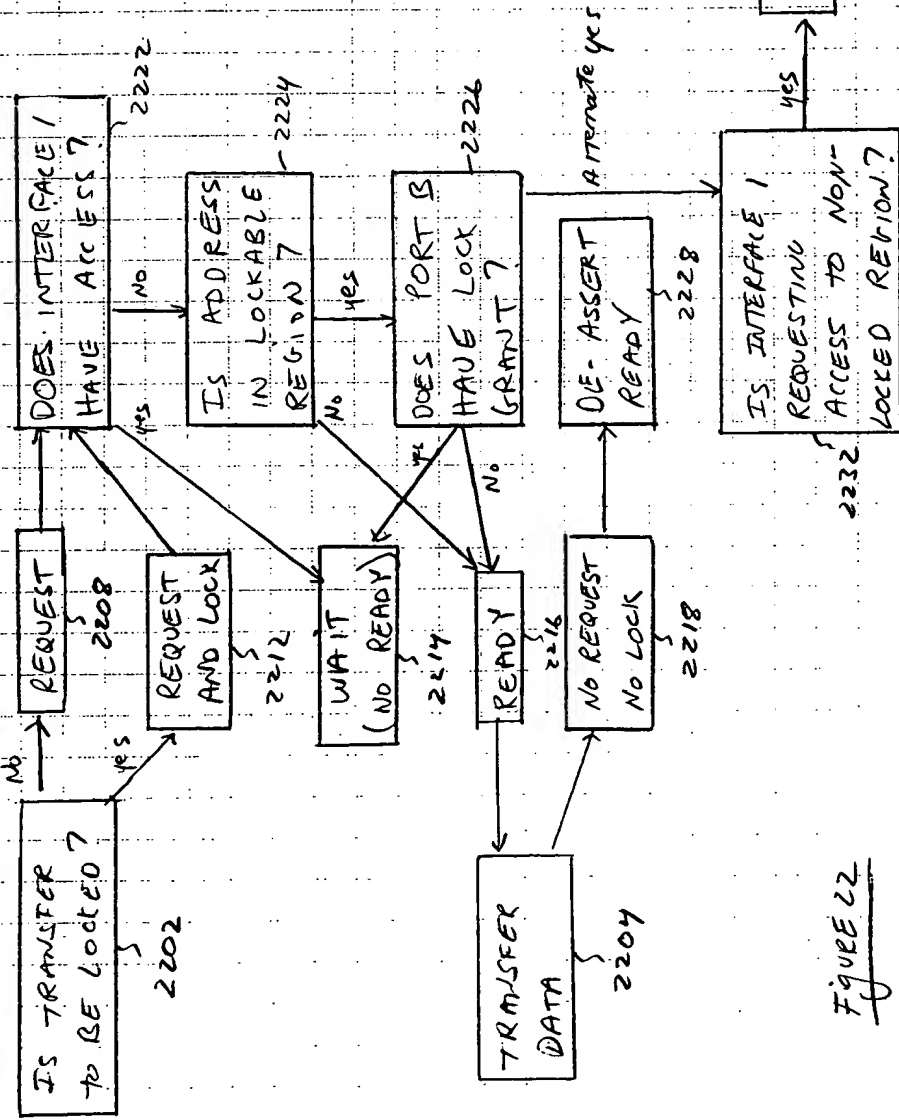 IS TRANSFER
to BE LOCKED ?
2202
No
yes
REQUEST
2208
REQUEST
AND LOCK
2212
DOES INTERFACE 1
HAVE ACCESS ?
2222
yes
No
IS ADDRESS
IN LOCKABLE
REGION ?
2224
No
yes
WAIT
(NO READY)
2214
DOES PORT B
HAVE LOCK
GRANT ?
2226
yes
No
Alternate yes
READY
2216
TRANSFER
DATA
2204
No REQUEST
No LOCK
2218
DE-ASSERT
READY
2228
IS INTERFACE 1
REQUESTING
ACCESS TO NON-
LOCKED REGION ?
2232
yes
FIGURE 22